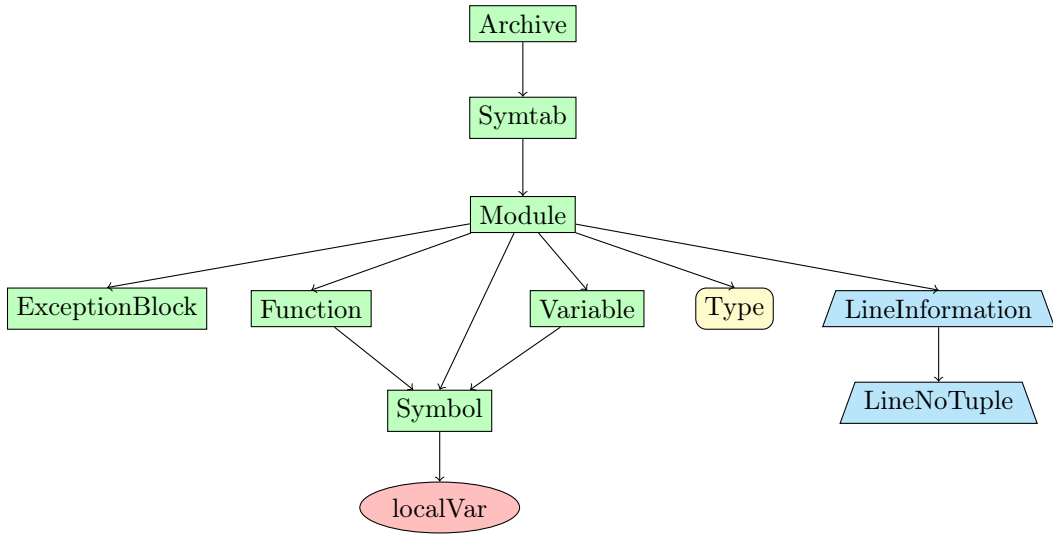 Archive
Symtab
Module
ExceptionBlock
Function
Variable
Type
LineInformation
Symbol
LineNoTuple
localVar